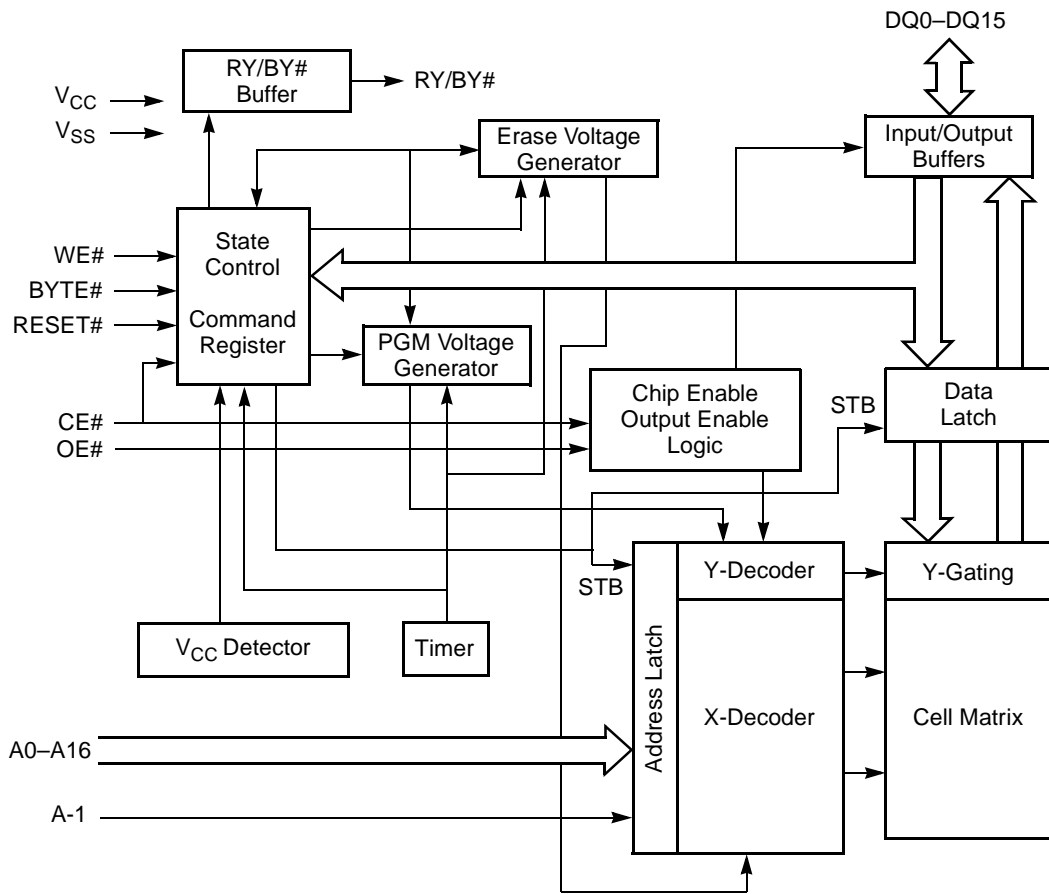 DQ0–DQ15
RY/BY#
Buffer
RY/BY#
VCC
VSS
Erase Voltage
Generator
Input/Output
Buffers
State
Control
Command
Register
WE#
BYTE#
RESET#
CE#
OE#
PGM Voltage
Generator
Chip Enable
Output Enable
Logic
STB
Data
Latch
STB
Y-Decoder
Y-Gating
VCC Detector
Timer
Address Latch
X-Decoder
Cell Matrix
A0–A16
A-1